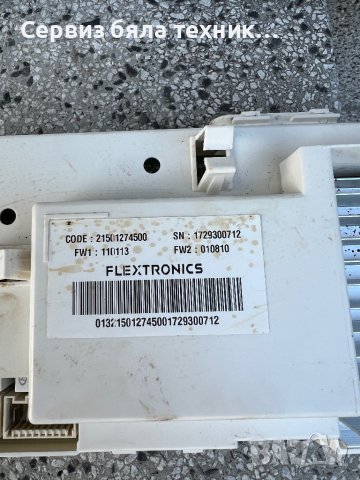 Сервиз бяла техник...
CODE : 21501274500 SN : 1729300712
FW1 : 110113 FW2 : 010810
FLEXTRONICS
013215012745001729300712